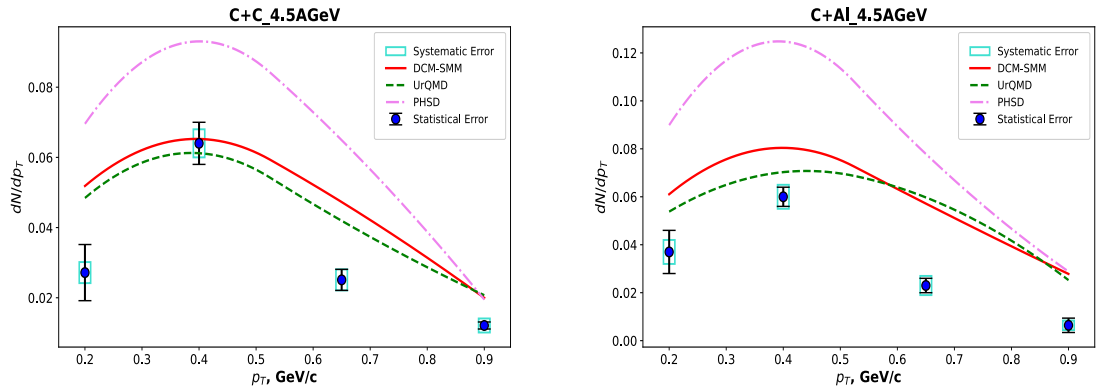 C+C_4.5AGeV
dN/dp_T
0.08
0.06
0.04
0.02
Systematic Error
DCM-SMM
UrQMD
PHSD
Statistical Error
0.2 0.3 0.4 0.5 0.6 0.7 0.8 0.9
p_T, GeV/c
C+Al_4.5AGeV
dN/dp_T
0.12
0.10
0.08
0.06
0.04
0.02
0.00
Systematic Error
DCM-SMM
UrQMD
PHSD
Statistical Error
0.2 0.3 0.4 0.5 0.6 0.7 0.8 0.9
p_T, GeV/c